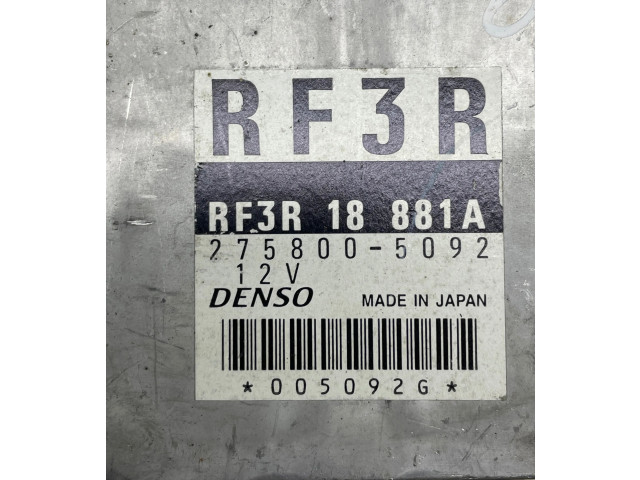 RF3R
RF3R 18 881A
275800-5092
12V
DENSO MADE IN JAPAN
*005092G*